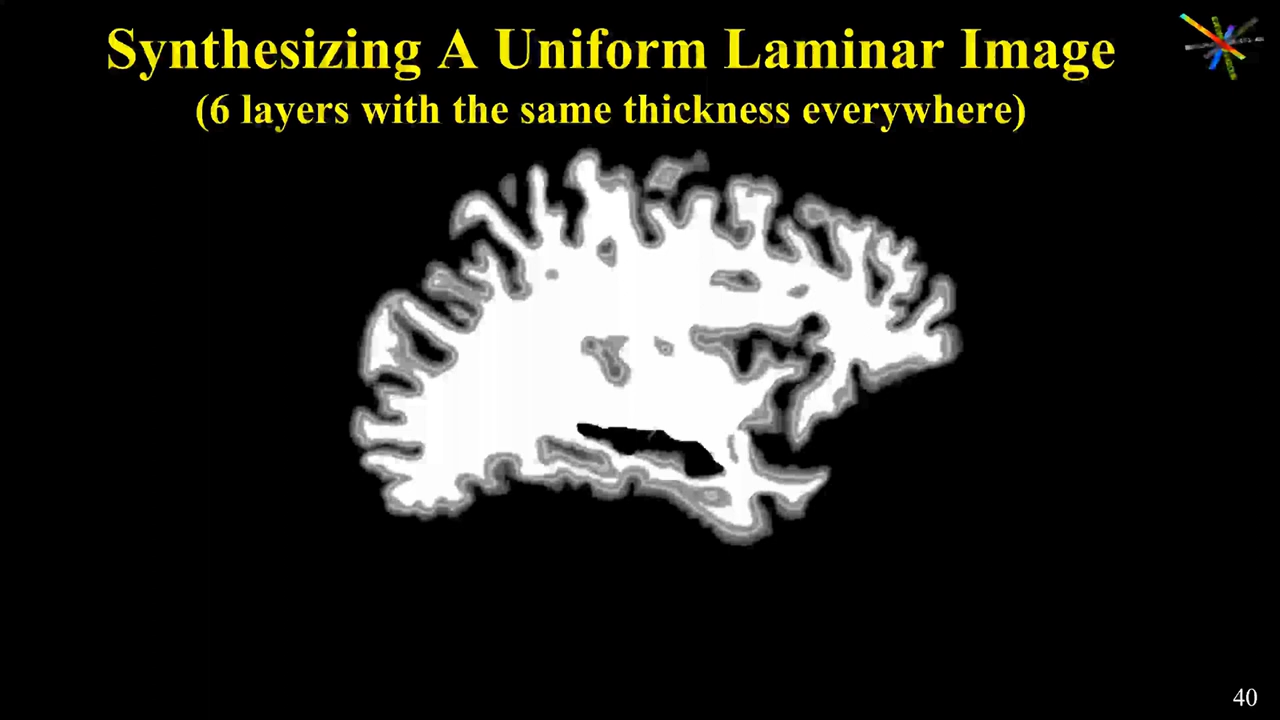 Synthesizing A Uniform Laminar Image
(6 layers with the same thickness everywhere)
40